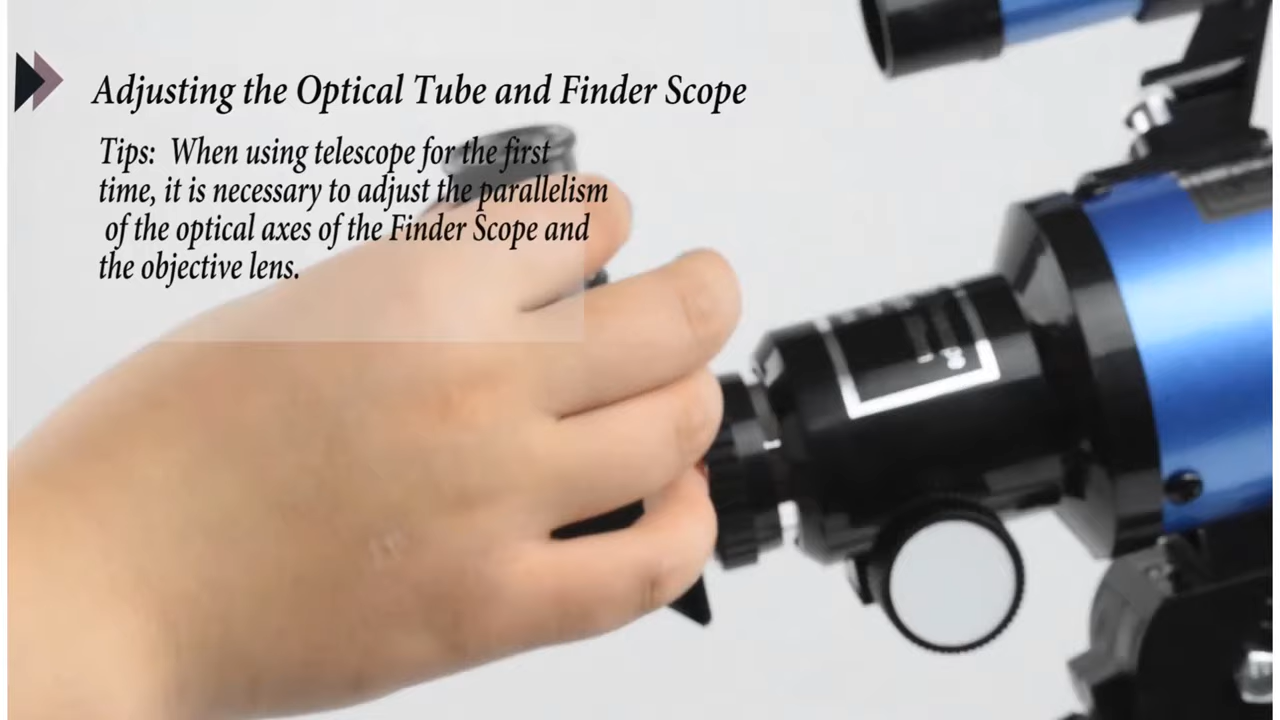 Adjusting the Optical Tube and Finder Scope
Tips: When using telescope for the first
time, it is necessary to adjust the parallelism
of the optical axes of the Finder Scope and
the objective lens.